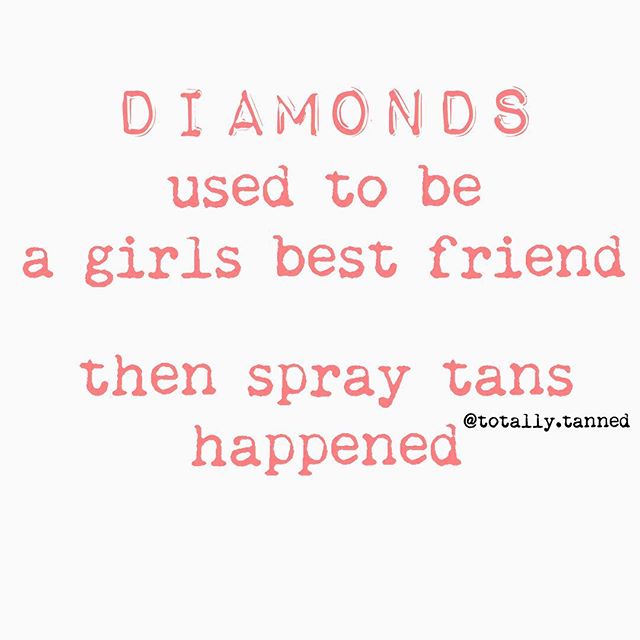 DIAMONDS
used to be
a girls best friend
then spray tans
@totally.tanned
happened